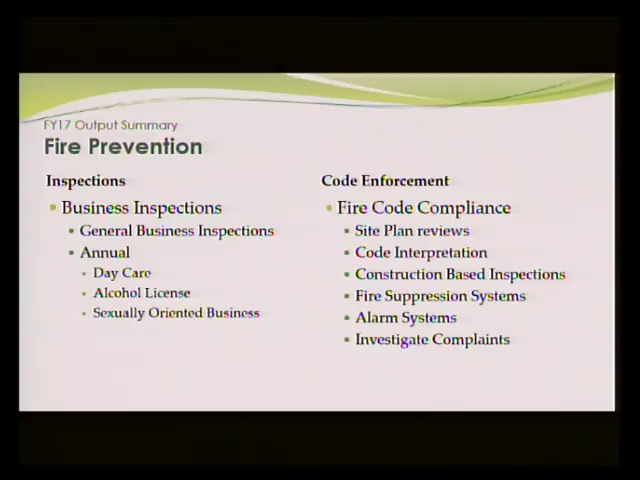 FY17 Output Summary
Fire Prevention
Inspections
Business Inspections
General Business Inspections
Annual
Day Care
Alcohol License
Sexually Oriented Business
Code Enforcement
Fire Code Compliance
Site Plan reviews
Code Interpretation
Construction Based Inspections
Fire Suppression Systems
Alarm Systems
Investigate Complaints